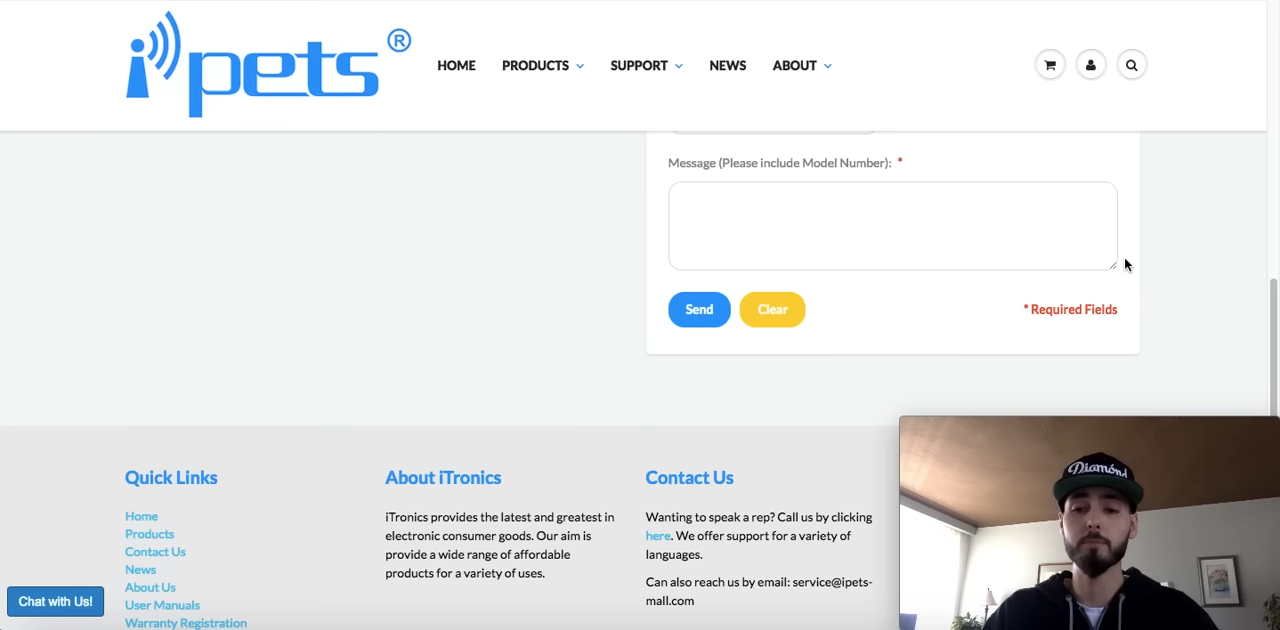 ipets®
HOME PRODUCTS SUPPORT NEWS ABOUT
Message (Please include Model Number): *
Send Clear * Required Fields
Quick Links
Home
Products
Contact Us
News
About Us
User Manuals
Warranty Registration
About iTronics
iTronics provides the latest and greatest in
electronic consumer goods. Our aim is
provide a wide range of affordable
products for a variety of uses.
Contact Us
Wanting to speak a rep? Call us by clicking
here. We offer support for a variety of
languages.
Can also reach us by email: service@ipets-
mall.com
Chat with Us!
Diamond